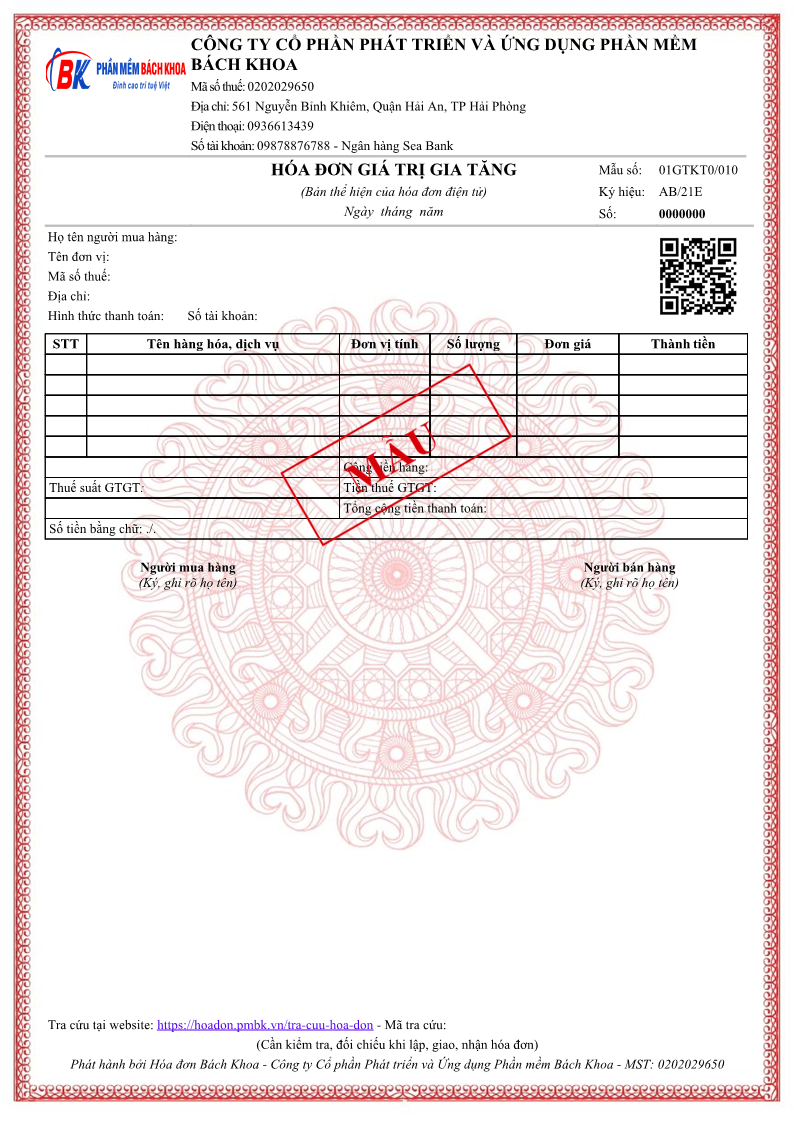 BK PHẦN MỀM BÁCH KHOA
Đỉnh cao trí tuệ Việt
CÔNG TY CỔ PHẦN PHÁT TRIỂN VÀ ỨNG DỤNG PHẦN MỀM
BÁCH KHOA
Mã số thuế: 0202029650
Địa chỉ: 561 Nguyễn Bỉnh Khiêm, Quận Hải An, TP Hải Phòng
Điện thoại: 0936613439
Số tài khoản: 09878876788 - Ngân hàng Sea Bank
HÓA ĐƠN GIÁ TRỊ GIA TĂNG
(Bản thể hiện của hóa đơn điện tử)
Ngày tháng năm
Mẫu số: 01GTKT0/010
Ký hiệu: AB/21E
Số: 0000000
Họ tên người mua hàng:
Tên đơn vị:
Mã số thuế:
Địa chỉ:
Hình thức thanh toán: Số tài khoản:
STT Tên hàng hóa, dịch vụ Đơn vị tính Số lượng Đơn giá Thành tiền
MẪU
Cộng tiền hàng:
Thuế suất GTGT: Tiền thuế GTGT:
Tổng cộng tiền thanh toán:
Số tiền bằng chữ: ./.
Người mua hàng Người bán hàng
(Ký, ghi rõ họ tên) (Ký, ghi rõ họ tên)
Tra cứu tại website: https://hoadon.pmbk.vn/tra-cuu-hoa-don - Mã tra cứu:
(Cần kiểm tra, đối chiếu khi lập, giao, nhận hóa đơn)
Phát hành bởi Hóa đơn Bách Khoa - Công ty Cổ phần Phát triển và Ứng dụng Phần mềm Bách Khoa - MST: 0202029650